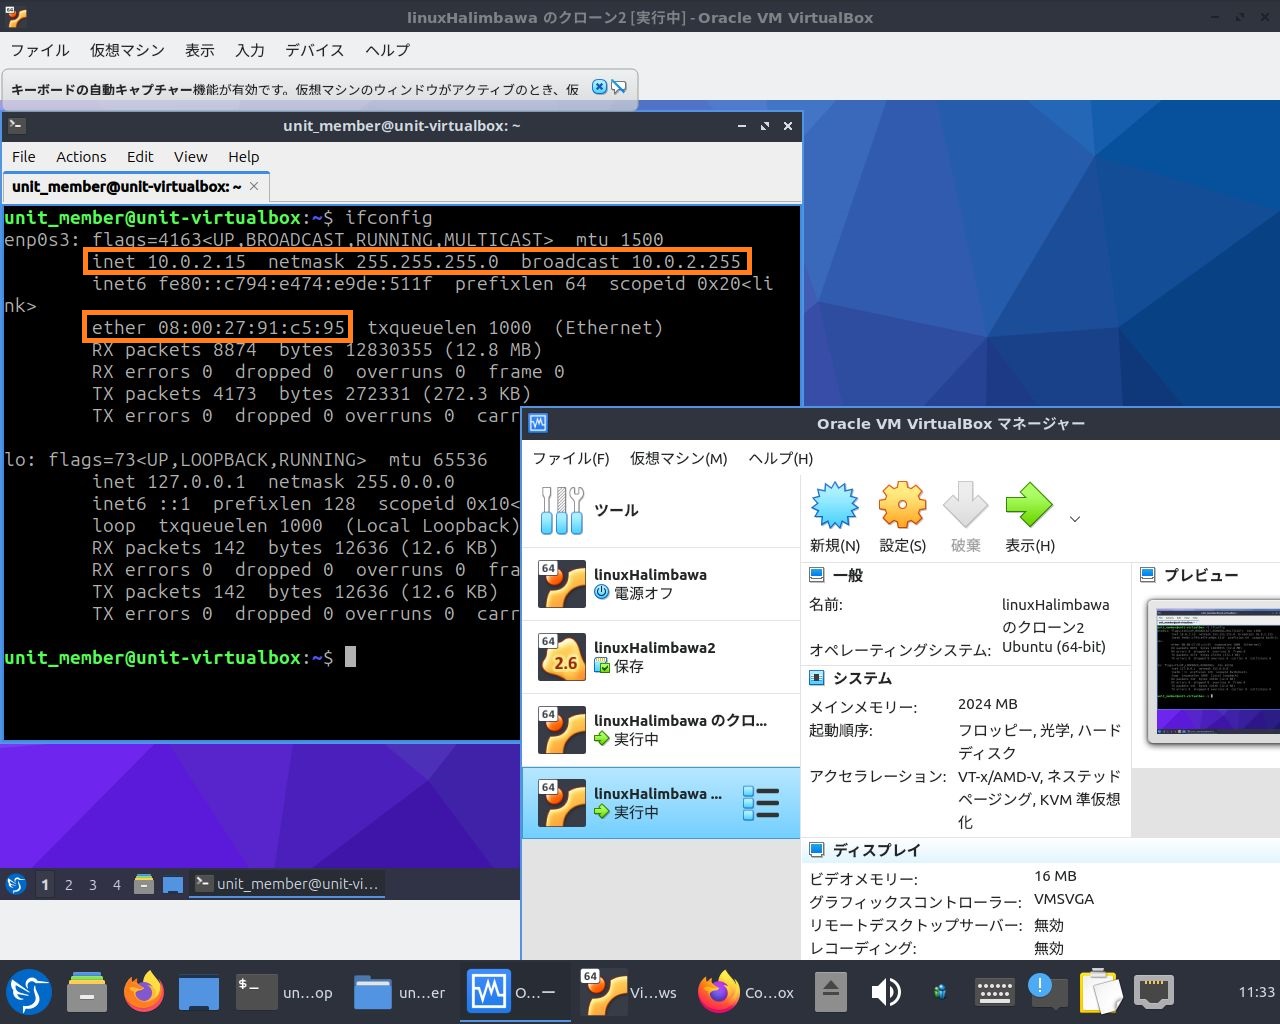 linuxHalimbawa のクローン2 [実行中] - Oracle VM VirtualBox
ファイル 仮想マシン 表示 入力 デバイス ヘルプ
キーボードの自動キャプチャー機能が有効です。仮想マシンのウィンドウがアクティブのとき、仮
unit_member@unit-virtualbox: ~
File Actions Edit View Help
unit_member@unit-virtualbox: ~
unit_member@unit-virtualbox:~$ ifconfig
enp0s3: flags=4163<UP,BROADCAST,RUNNING,MULTICAST>  mtu 1500
inet 10.0.2.15  netmask 255.255.255.0  broadcast 10.0.2.255
inet6 fe80::c794:e474:e9de:511f  prefixlen 64  scopeid 0x20<li
nk>
ether 08:00:27:91:c5:95  txqueuelen 1000  (Ethernet)
RX packets 8874  bytes 12830355 (12.8 MB)
RX errors 0  dropped 0  overruns 0  frame 0
TX packets 4173  bytes 272331 (272.3 KB)
TX errors 0  dropped 0 overruns 0  carr
lo: flags=73<UP,LOOPBACK,RUNNING>  mtu 65536
inet 127.0.0.1  netmask 255.0.0.0
inet6 ::1  prefixlen 128  scopeid 0x10<
loop  txqueuelen 1000  (Local Loopback)
RX packets 142  bytes 12636 (12.6 KB)
RX errors 0  dropped 0  overruns 0  fra
TX packets 142  bytes 12636 (12.6 KB)
TX errors 0  dropped 0 overruns 0  carr
unit_member@unit-virtualbox:~$
Oracle VM VirtualBox マネージャー
ファイル(F) 仮想マシン(M) ヘルプ(H)
ツール
新規(N) 設定(S) 破棄 表示(H)
64
linuxHalimbawa
電源オフ
64
2.6
linuxHalimbawa2
保存
64
linuxHalimbawa のクロ...
実行中
64
linuxHalimbawa ...
実行中
一般
名前: linuxHalimbawa
のクローン2
オペレーティングシステム: Ubuntu (64-bit)
システム
メインメモリー: 2024 MB
起動順序: フロッピー, 光学, ハード
ディスク
アクセラレーション: VT-x/AMD-V, ネステッド
ページング, KVM 準仮想
化
ディスプレイ
ビデオメモリー: 16 MB
グラフィックスコントローラー: VMSVGA
リモートデスクトップサーバー: 無効
レコーディング: 無効
プレビュー
1 2 3 4 unit_member@unit-vi...
un...op un...er O...ー 64 Vi...ws Co...ox 11:33